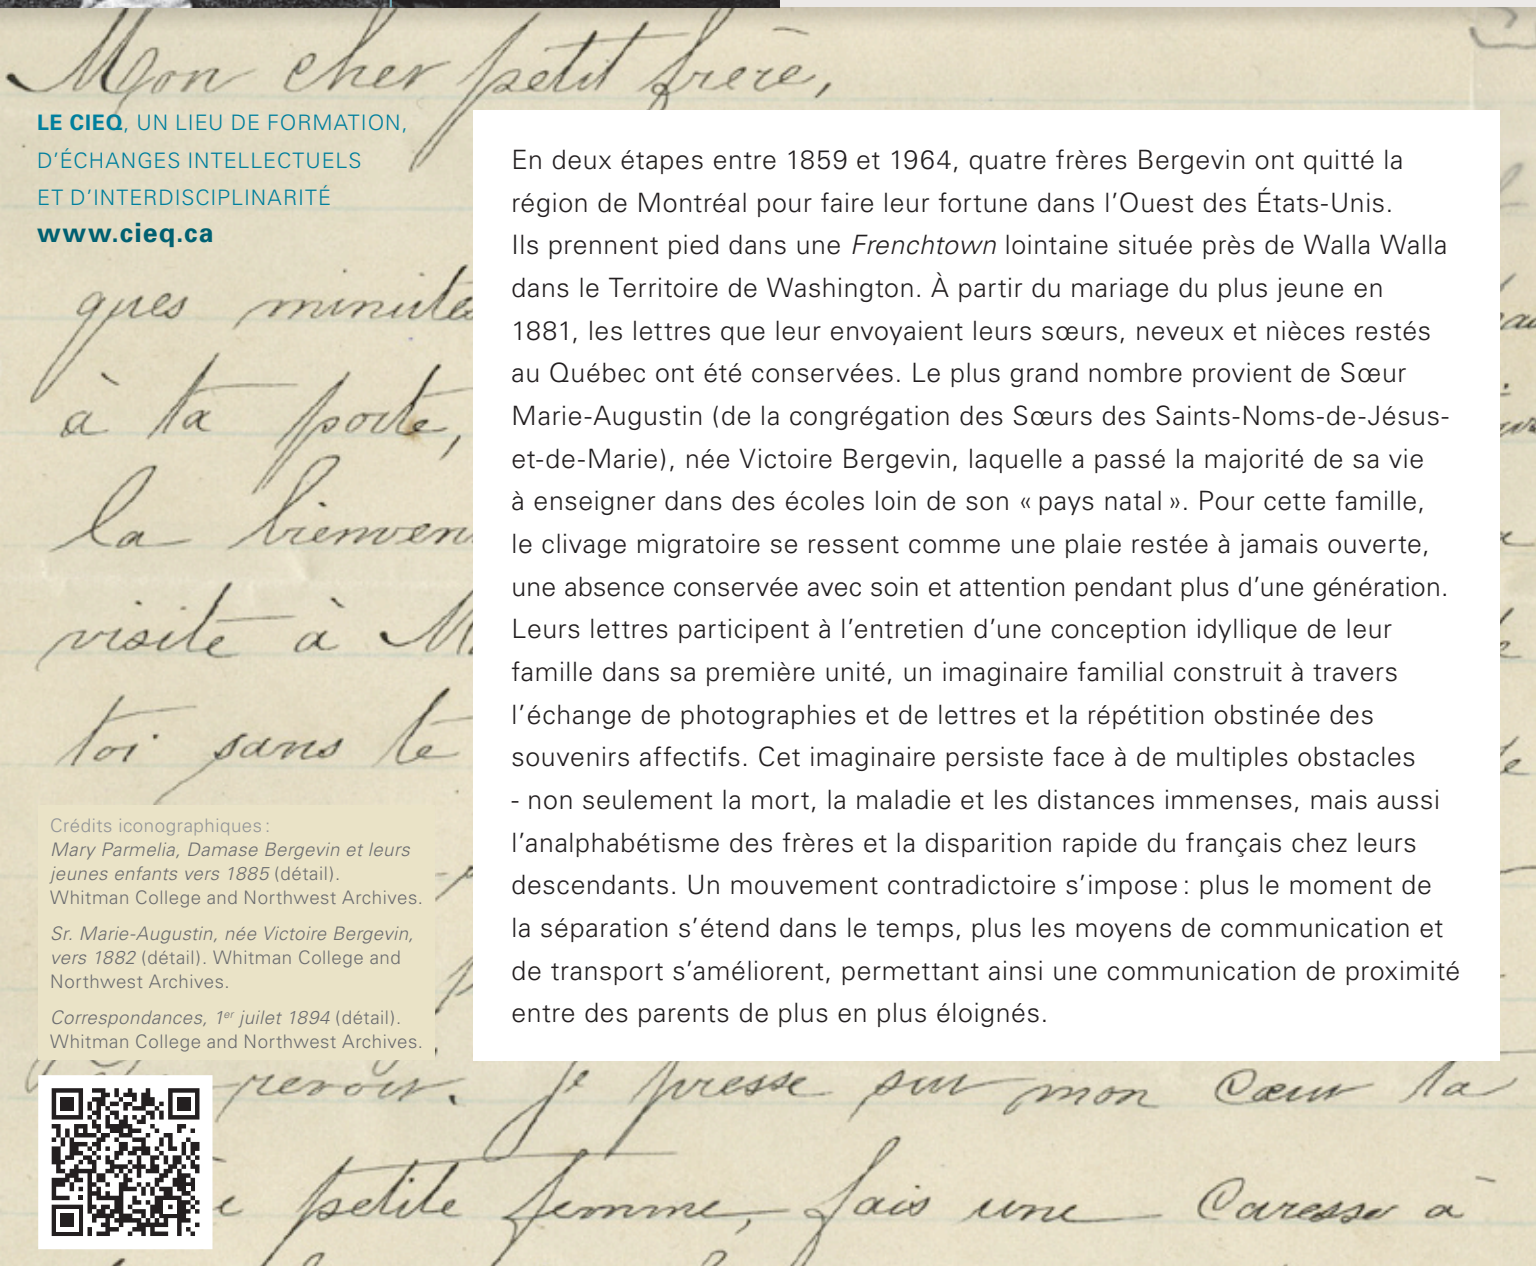 Mon cher petit frère,
LE CIEQ, UN LIEU DE FORMATION,
D'ÉCHANGES INTELLECTUELS
ET D'INTERDISCIPLINARITÉ
www.cieq.ca
ques minutes
à ta porte,
la bienven
visite à M
toi sans te
En deux étapes entre 1859 et 1964, quatre frères Bergevin ont quitté la
région de Montréal pour faire leur fortune dans l'Ouest des États-Unis.
Ils prennent pied dans une Frenchtown lointaine située près de Walla Walla
dans le Territoire de Washington. À partir du mariage du plus jeune en
1881, les lettres que leur envoyaient leurs sœurs, neveux et nièces restés
au Québec ont été conservées. Le plus grand nombre provient de Sœur
Marie-Augustin (de la congrégation des Sœurs des Saints-Noms-de-Jésus-
et-de-Marie), née Victoire Bergevin, laquelle a passé la majorité de sa vie
à enseigner dans des écoles loin de son « pays natal ». Pour cette famille,
le clivage migratoire se ressent comme une plaie restée à jamais ouverte,
une absence conservée avec soin et attention pendant plus d'une génération.
Leurs lettres participent à l'entretien d'une conception idyllique de leur
famille dans sa première unité, un imaginaire familial construit à travers
l'échange de photographies et de lettres et la répétition obstinée des
souvenirs affectifs. Cet imaginaire persiste face à de multiples obstacles
- non seulement la mort, la maladie et les distances immenses, mais aussi
l'analphabétisme des frères et la disparition rapide du français chez leurs
descendants. Un mouvement contradictoire s'impose : plus le moment de
la séparation s'étend dans le temps, plus les moyens de communication et
de transport s'améliorent, permettant ainsi une communication de proximité
entre des parents de plus en plus éloignés.
Crédits iconographiques :
Mary Parmelia, Damase Bergevin et leurs
jeunes enfants vers 1885 (détail).
Whitman College and Northwest Archives.
Sr. Marie-Augustin, née Victoire Bergevin,
vers 1882 (détail). Whitman College and
Northwest Archives.
Correspondances, 1er juilet 1894 (détail).
Whitman College and Northwest Archives.
revoir. je presse sur mon Cœur ta
petite femme, fais une Caresse à